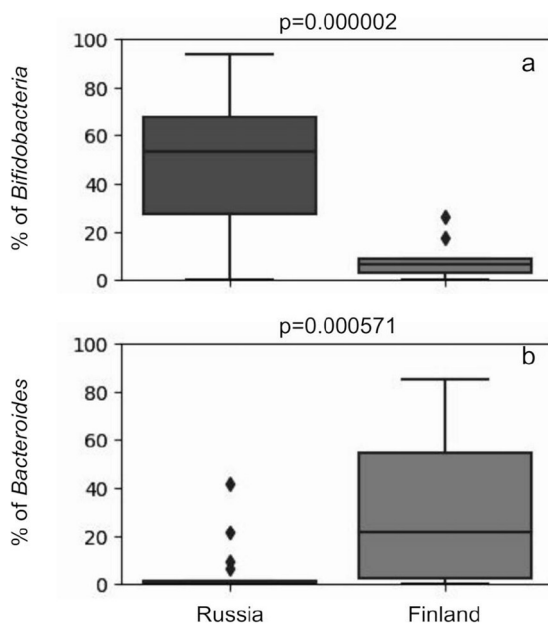 p=0.000002
a
% of Bifidobacteria
100
80
60
40
20
0
p=0.000571
b
% of Bacteroides
100
80
60
40
20
0
Russia Finland